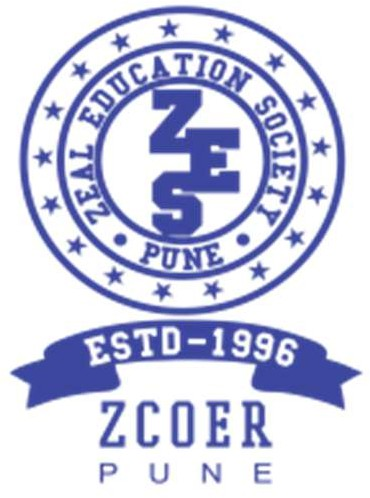 ZEAL EDUCATION SOCIETY
ZES
• PUNE •
ESTD-1996
ZCOER
PUNE